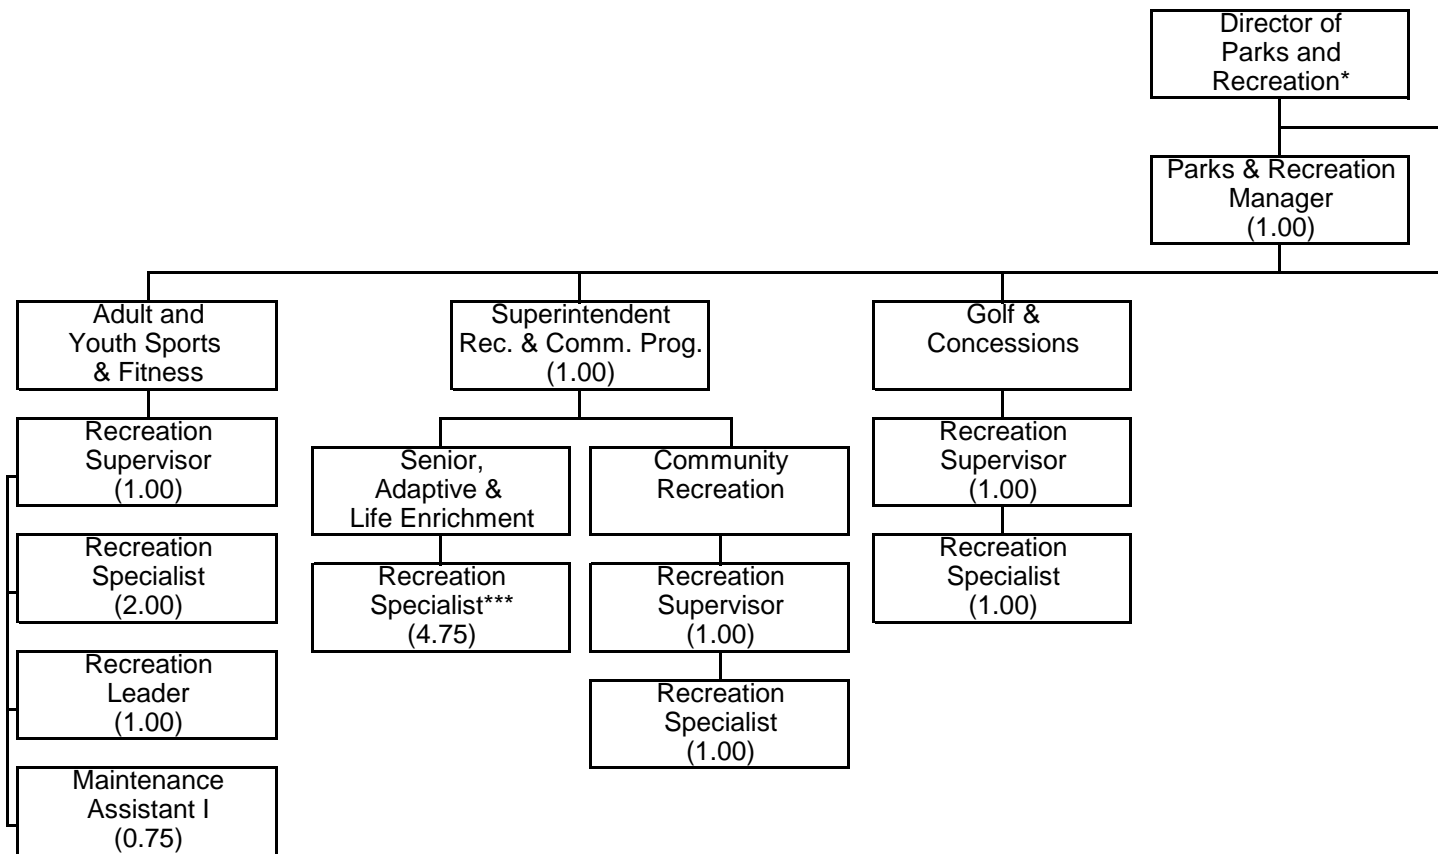 Director of
Parks and
Recreation*
Parks & Recreation
Manager
(1.00)
Adult and
Youth Sports
& Fitness
Superintendent
Rec. & Comm. Prog.
(1.00)
Golf &
Concessions
Recreation
Supervisor
(1.00)
Recreation
Specialist
(2.00)
Recreation
Leader
(1.00)
Maintenance
Assistant I
(0.75)
Senior,
Adaptive &
Life Enrichment
Recreation
Specialist***
(4.75)
Community
Recreation
Recreation
Supervisor
(1.00)
Recreation
Specialist
(1.00)
Recreation
Supervisor
(1.00)
Recreation
Specialist
(1.00)